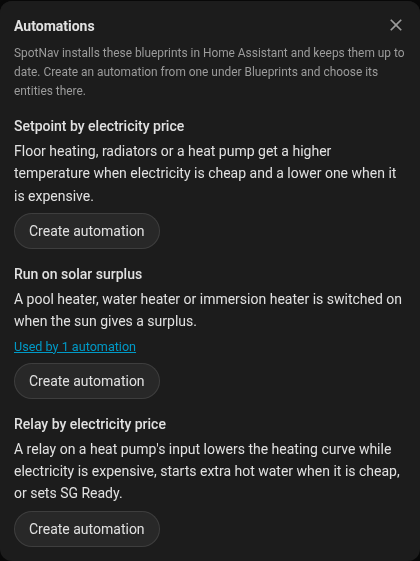 Automations
SpotNav installs these blueprints in Home Assistant and keeps them up to
date. Create an automation from one under Blueprints and choose its
entities there.
Setpoint by electricity price
Floor heating, radiators or a heat pump get a higher
temperature when electricity is cheap and a lower one when it
is expensive.
Create automation
Run on solar surplus
A pool heater, water heater or immersion heater is switched on
when the sun gives a surplus.
Used by 1 automation
Create automation
Relay by electricity price
A relay on a heat pump's input lowers the heating curve while
electricity is expensive, starts extra hot water when it is cheap,
or sets SG Ready.
Create automation